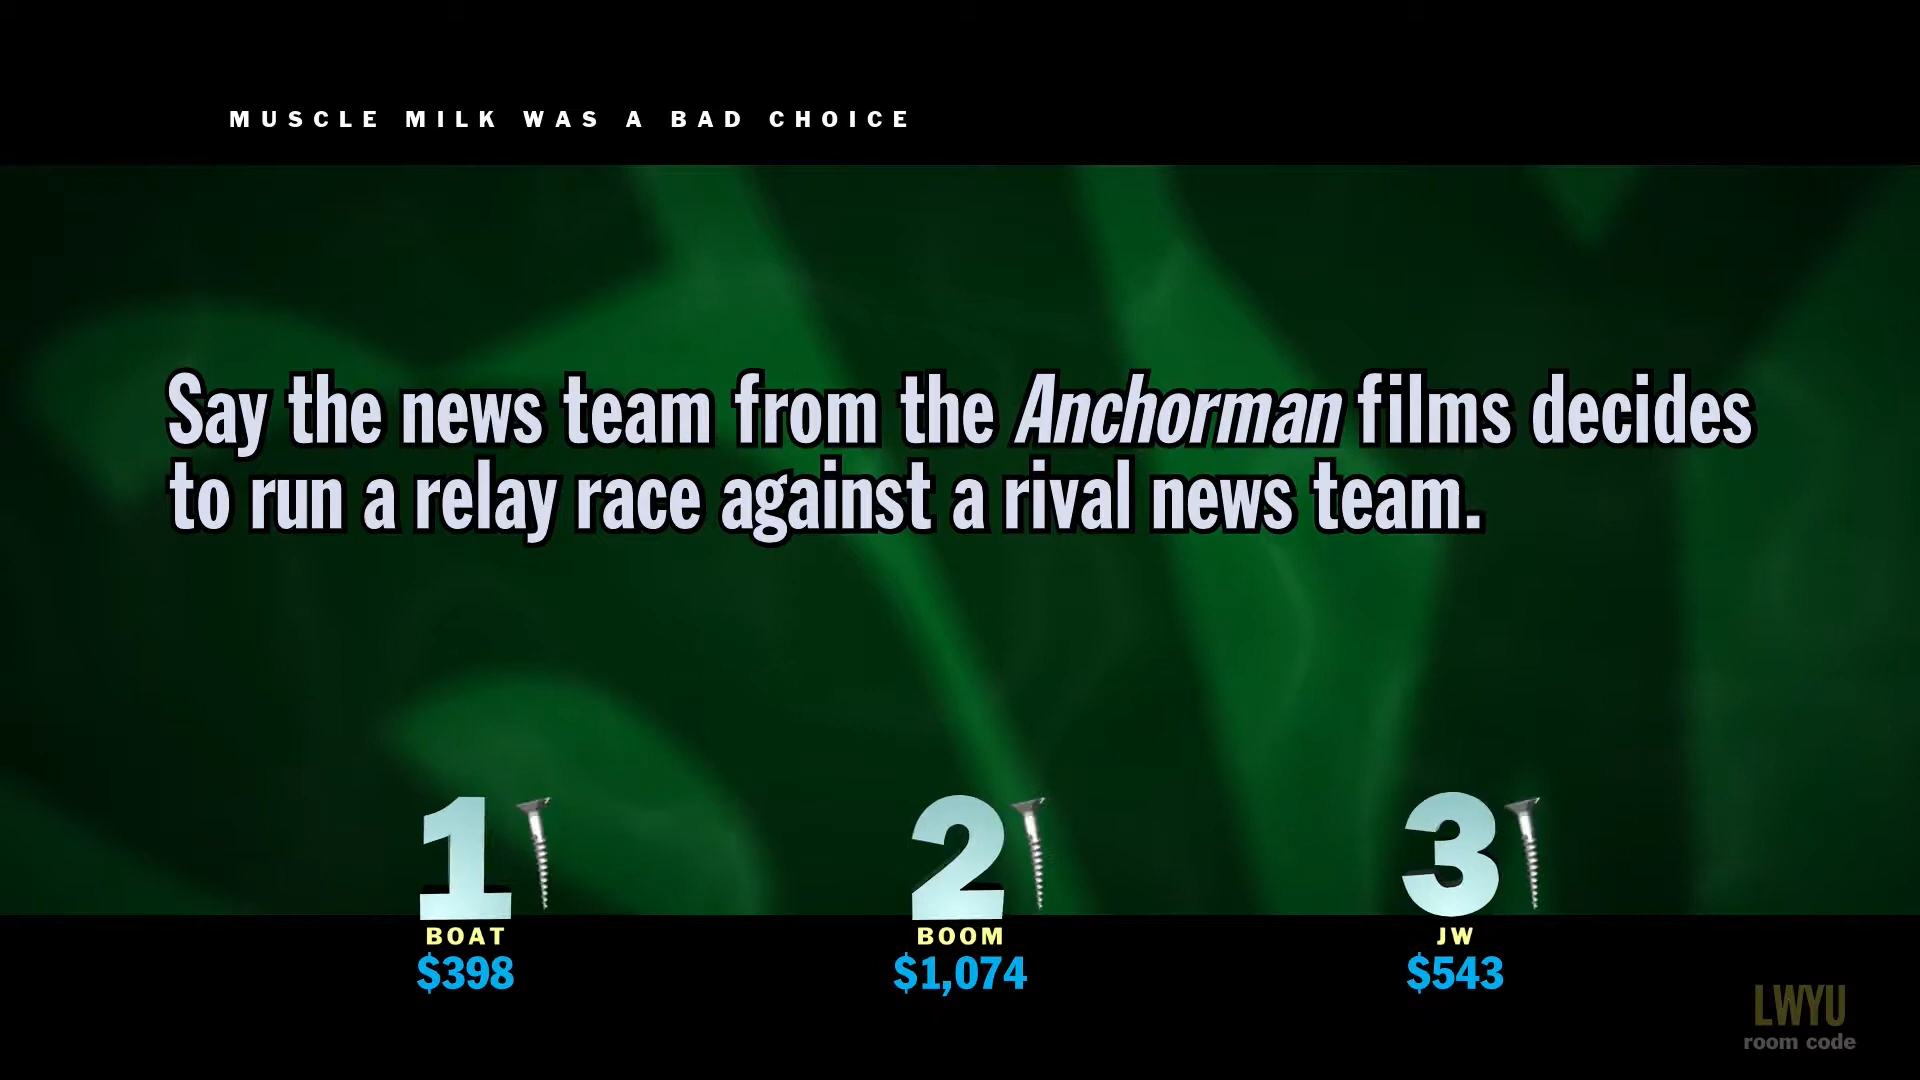 MUSCLE MILK WAS A BAD CHOICE
Say the news team from the Anchorman films decides
to run a relay race against a rival news team.
1 2 3
BOAT BOOM JW
$398 $1,074 $543
LWYU
room code